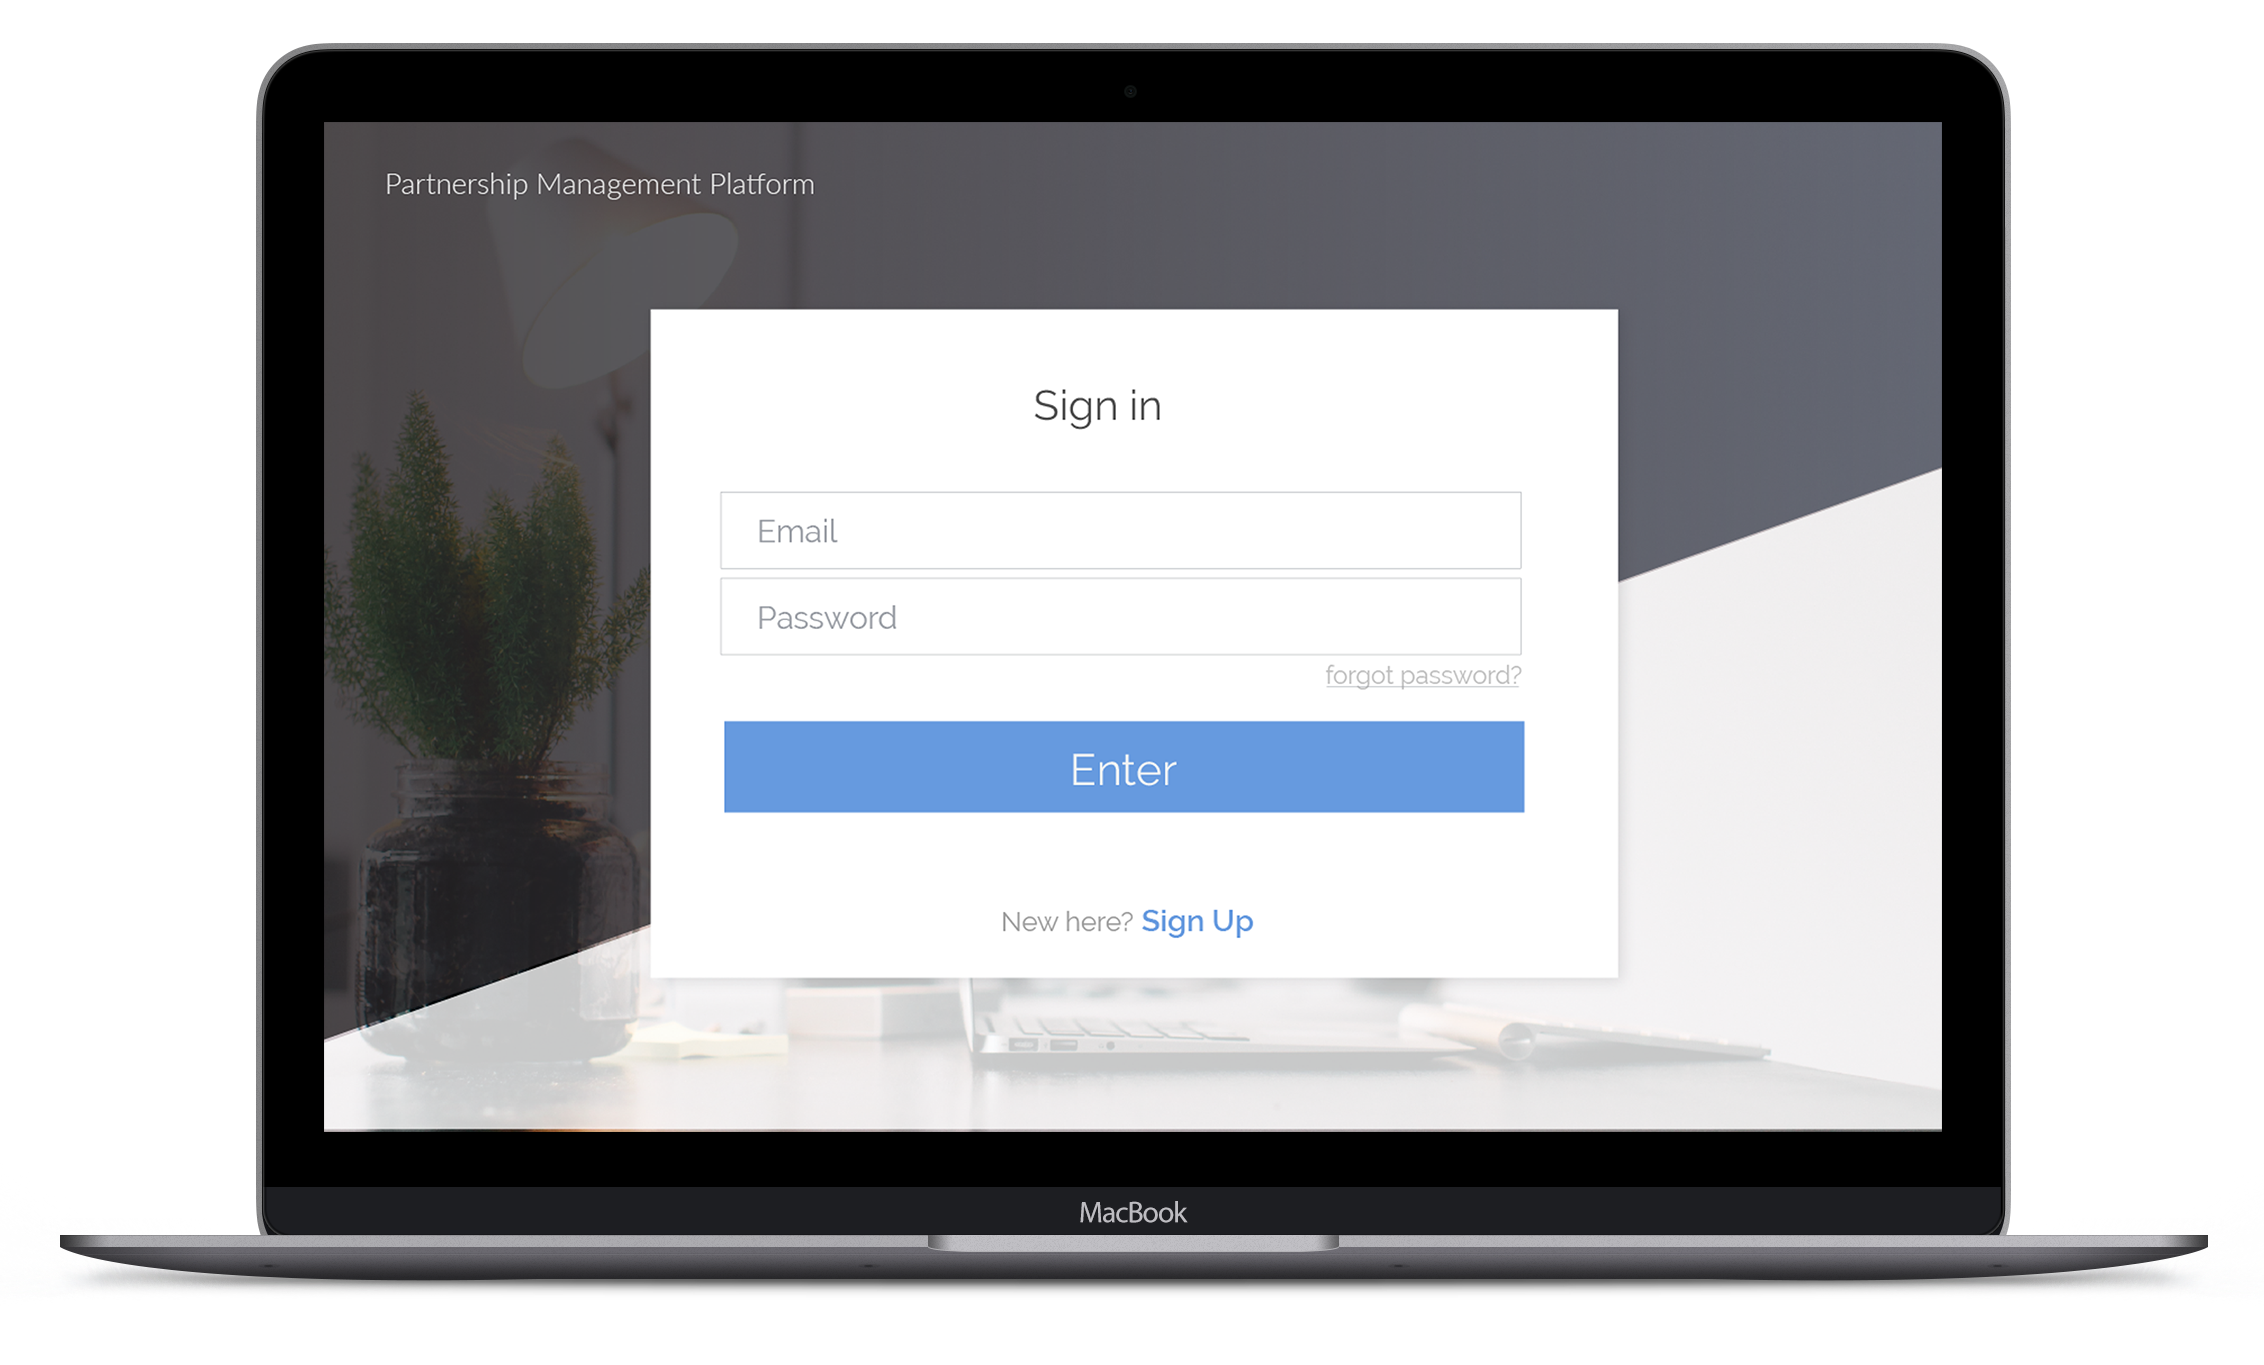 Partnership Management Platform
Sign in
Email
Password
forgot password?
Enter
New here? Sign Up
MacBook